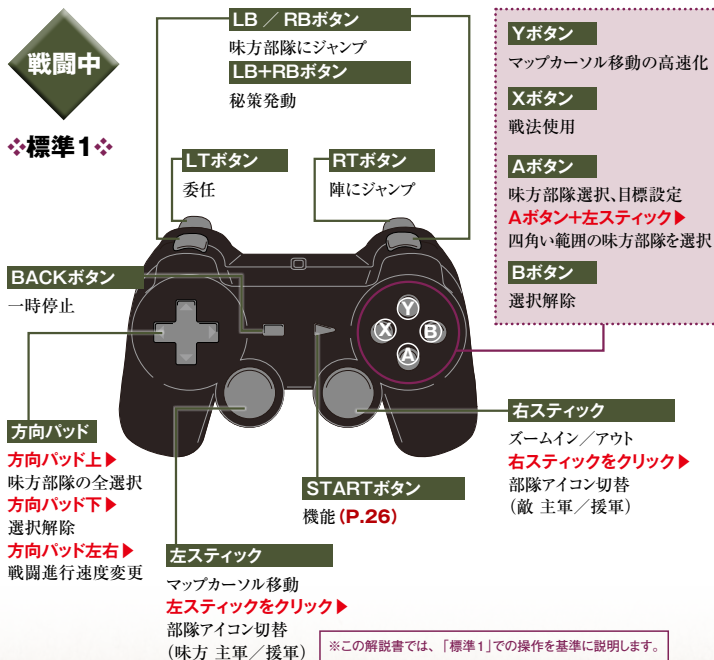 戦闘中
❖標準1❖
LB ／ RBボタン
味方部隊にジャンプ
LB+RBボタン
秘策発動
LTボタン
委任
RTボタン
陣にジャンプ
Yボタン
マップカーソル移動の高速化
Xボタン
戦法使用
Aボタン
味方部隊選択、目標設定
Aボタン+左スティック▶
四角い範囲の味方部隊を選択
Bボタン
選択解除
BACKボタン
一時停止
Y
X
B
A
方向パッド
方向パッド上▶
味方部隊の全選択
方向パッド下▶
選択解除
方向パッド左右▶
戦闘進行速度変更
左スティック
マップカーソル移動
左スティックをクリック▶
部隊アイコン切替
（味方 主軍／援軍）
STARTボタン
機能（P.26）
右スティック
ズームイン／アウト
右スティックをクリック▶
部隊アイコン切替
（敵 主軍／援軍）
※この解説書では、「標準1」での操作を基準に説明します。